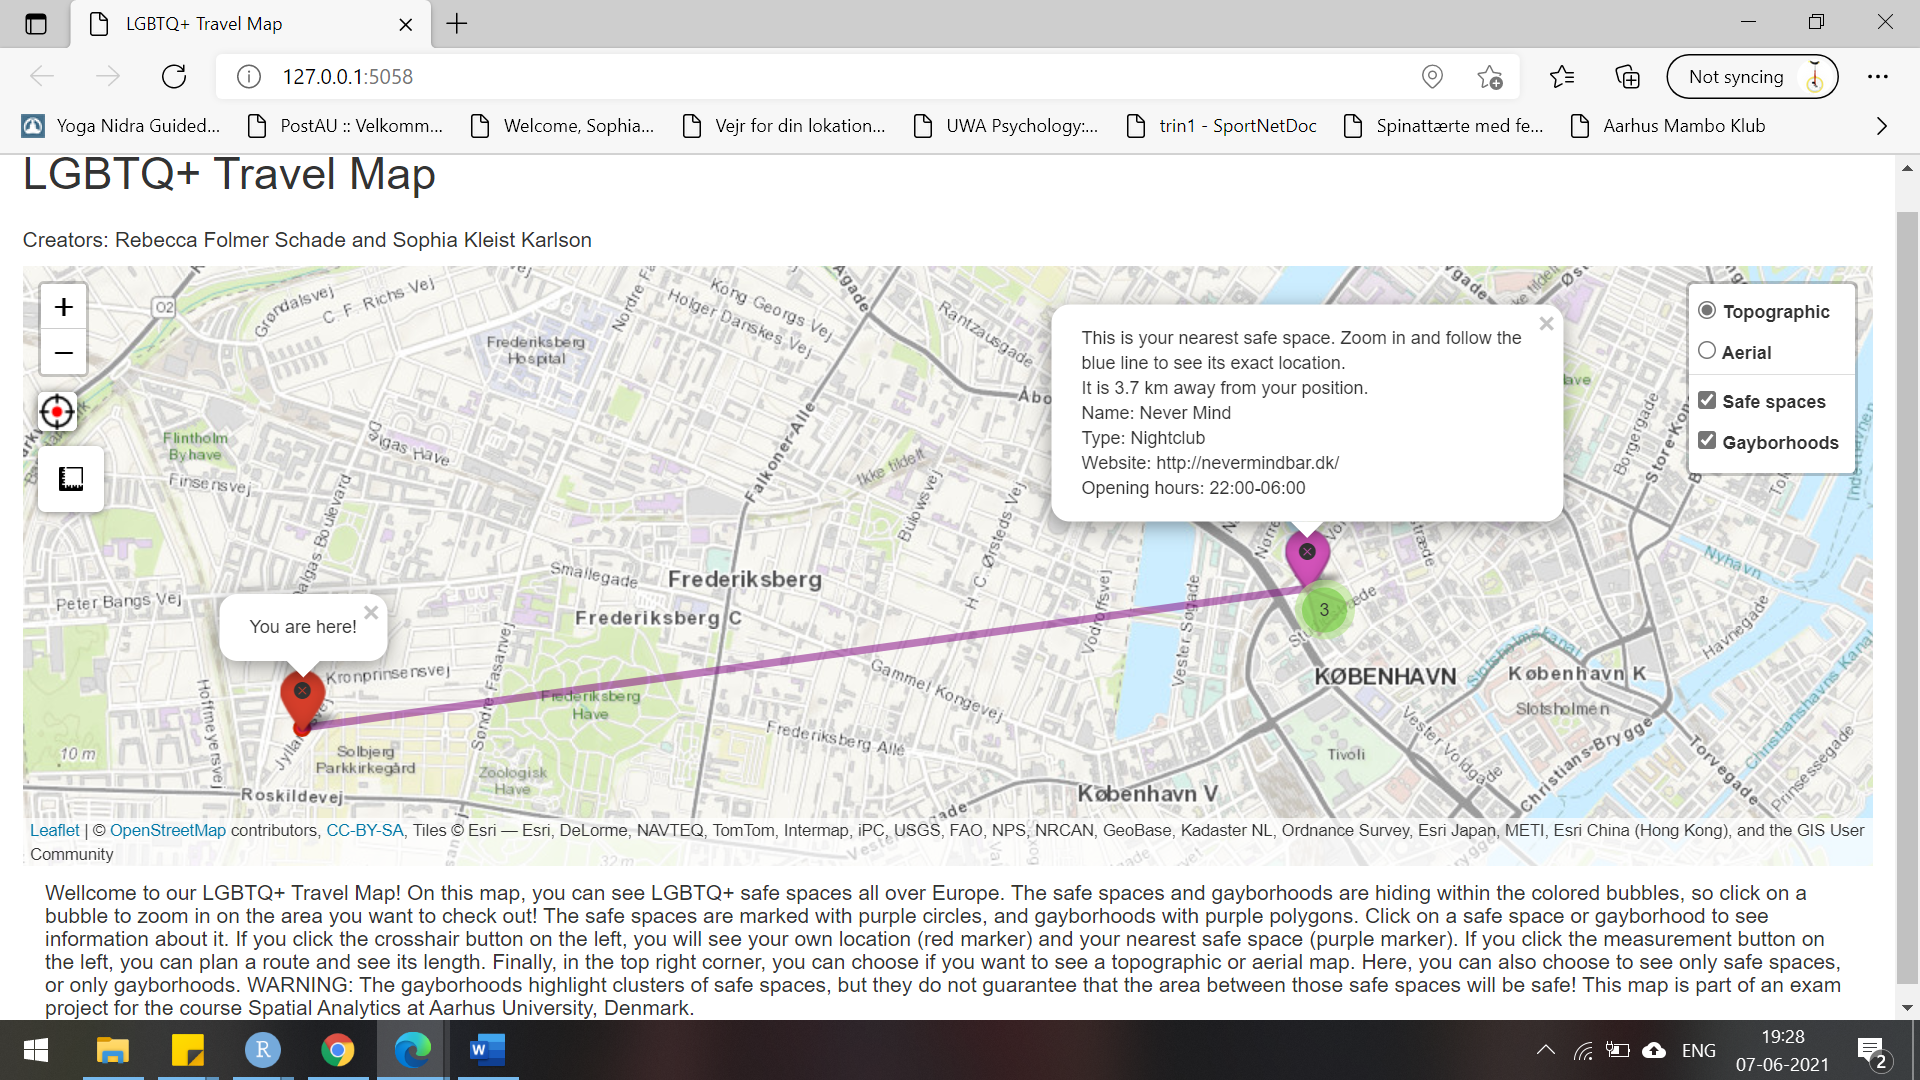 LGBTQ+ Travel Map
127.0.0.1:5058
Not syncing
Yoga Nidra Guided...
PostAU :: Velkomm...
Welcome, Sophia...
Vejr for din lokation...
UWA Psychology:...
trin1 - SportNetDoc
Spinattærte med fe...
Aarhus Mambo Klub
LGBTQ+ Travel Map
Creators: Rebecca Folmer Schade and Sophia Kleist Karlson
+
−
O2
Grøndalsvej
C. F. Richs Vej
Nordre Fa
Kong Georgs Vej
Holger Danskes Vej
Ågade
Rantzausgade
Frederiksberg
Hospital
Åbo
Flintholm
Byhave
Dalgas Have
Finsensvej
Dalgas Boulevard
Falkoner Alle
Ikke tildelt
Bülowsvej
H. C. Ørsteds Vej
This is your nearest safe space. Zoom in and follow the
blue line to see its exact location.
It is 3.7 km away from your position.
Name: Never Mind
Type: Nightclub
Website: http://nevermindbar.dk/
Opening hours: 22:00-06:00
Topographic
Aerial
Safe spaces
Gayborhoods
Borgergade
Store Kon
Nyhavn
Smallegade
Frederiksberg
Frederiksberg C
Peter Bangs Vej
You are here!
Kronprinsensvej
Hoffmeyersvej
Søndre Fasanvej
Frederiksberg
Have
Gammel Kongevej
Frederiksberg Allé
Vodroffsvej
Vester Søgade
3
KØBENHAVN
København K
Slotsholmen
Slotsholmskanal
Havnegade
Christianshavns Kanal
Tivoli
Vester Voldgade
Christians Brygge
Torvegade
Prinsessegade
Solbjerg
Parkkirkegård
Zoologisk
Have
10 m
Roskildevej
København V
32 m
Leaflet | © OpenStreetMap contributors, CC-BY-SA, Tiles © Esri — Esri, DeLorme, NAVTEQ, TomTom, Intermap, iPC, USGS, FAO, NPS, NRCAN, GeoBase, Kadaster NL, Ordnance Survey, Esri Japan, METI, Esri China (Hong Kong), and the GIS User
Community
Wellcome to our LGBTQ+ Travel Map! On this map, you can see LGBTQ+ safe spaces all over Europe. The safe spaces and gayborhoods are hiding within the colored bubbles, so click on a
bubble to zoom in on the area you want to check out! The safe spaces are marked with purple circles, and gayborhoods with purple polygons. Click on a safe space or gayborhood to see
information about it. If you click the crosshair button on the left, you will see your own location (red marker) and your nearest safe space (purple marker). If you click the measurement button on
the left, you can plan a route and see its length. Finally, in the top right corner, you can choose if you want to see a topographic or aerial map. Here, you can also choose to see only safe spaces,
or only gayborhoods. WARNING: The gayborhoods highlight clusters of safe spaces, but they do not guarantee that the area between those safe spaces will be safe! This map is part of an exam
project for the course Spatial Analytics at Aarhus University, Denmark.
ENG
19:28
07-06-2021
2